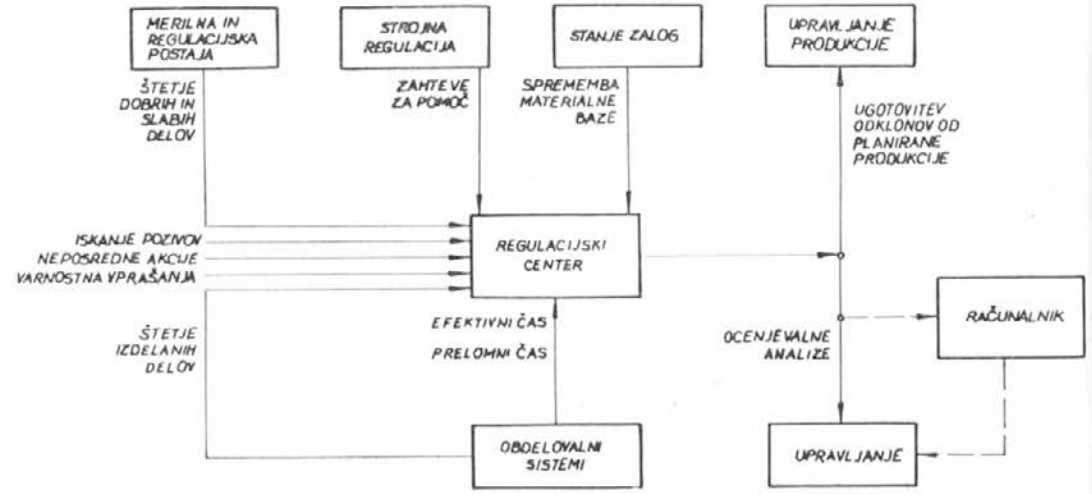 MERILNA IN
REGULACIJSKA
POSTAJA
STROJNA
REGULACIJA
STANJE ZALOG
UPRAVLJANJE
PRODUKCIJE
ŠTETJE
DOBRIH IN
SLABIH
DELOV
ZAHTEVE
ZA POMOČ
SPREMEMBA
MATERIALNE
BAZE
UGOTOVITEV
ODKLONOV OD
PLANIRANE
PRODUKCIJE
ISKANJE POZIVOV
NEPOSREDNE AKCIJE
VARNOSTNA VPRAŠANJA
REGULACIJSKI
CENTER
ŠTETJE
IZDELANIH
DELOV
EFEKTIVNI ČAS
PRELOMNI ČAS
OCENJEVALNE
ANALIZE
RAČUNALNIK
OBDELOVALNI
SISTEMI
UPRAVLJANJE